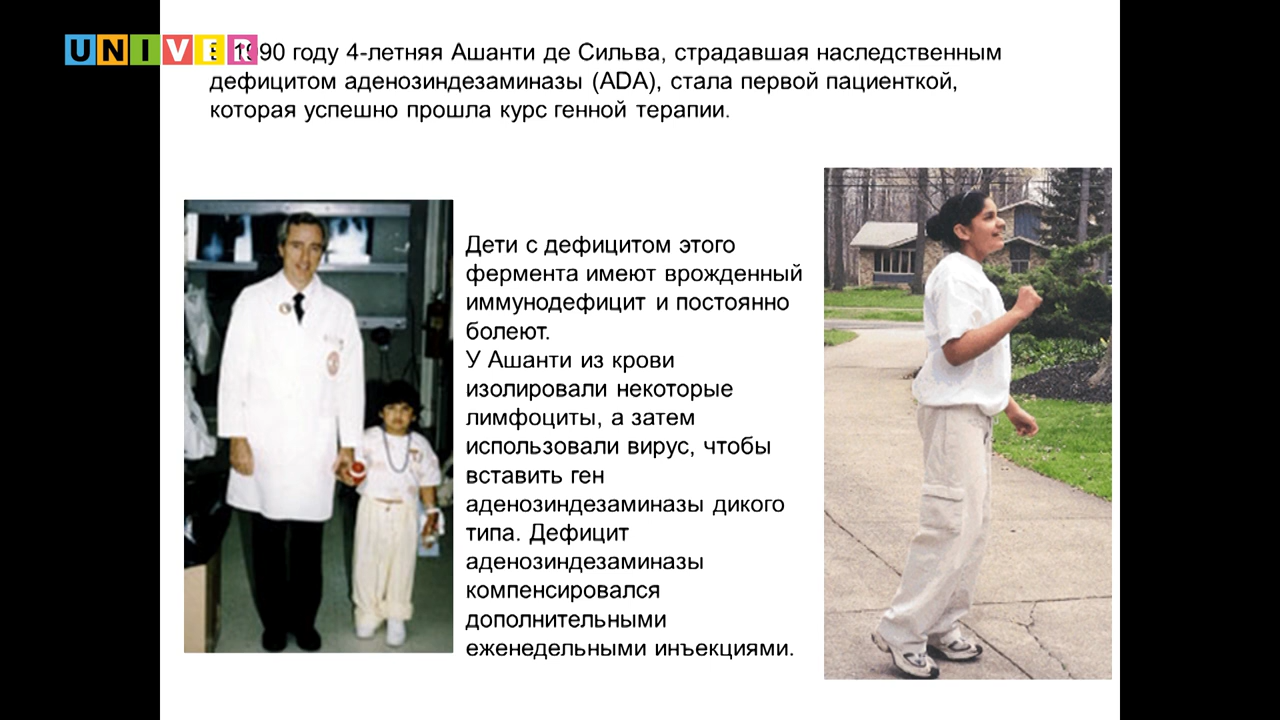 UNIVER
1990 году 4-летняя Ашанти де Сильва, страдавшая наследственным
дефицитом аденозиндезаминазы (ADA), стала первой пациенткой,
которая успешно прошла курс генной терапии.
Дети с дефицитом этого
фермента имеют врожденный
иммунодефицит и постоянно
болеют.
У Ашанти из крови
изолировали некоторые
лимфоциты, а затем
использовали вирус, чтобы
вставить ген
аденозиндезаминазы дикого
типа. Дефицит
аденозиндезаминазы
компенсировался
дополнительными
еженедельными инъекциями.